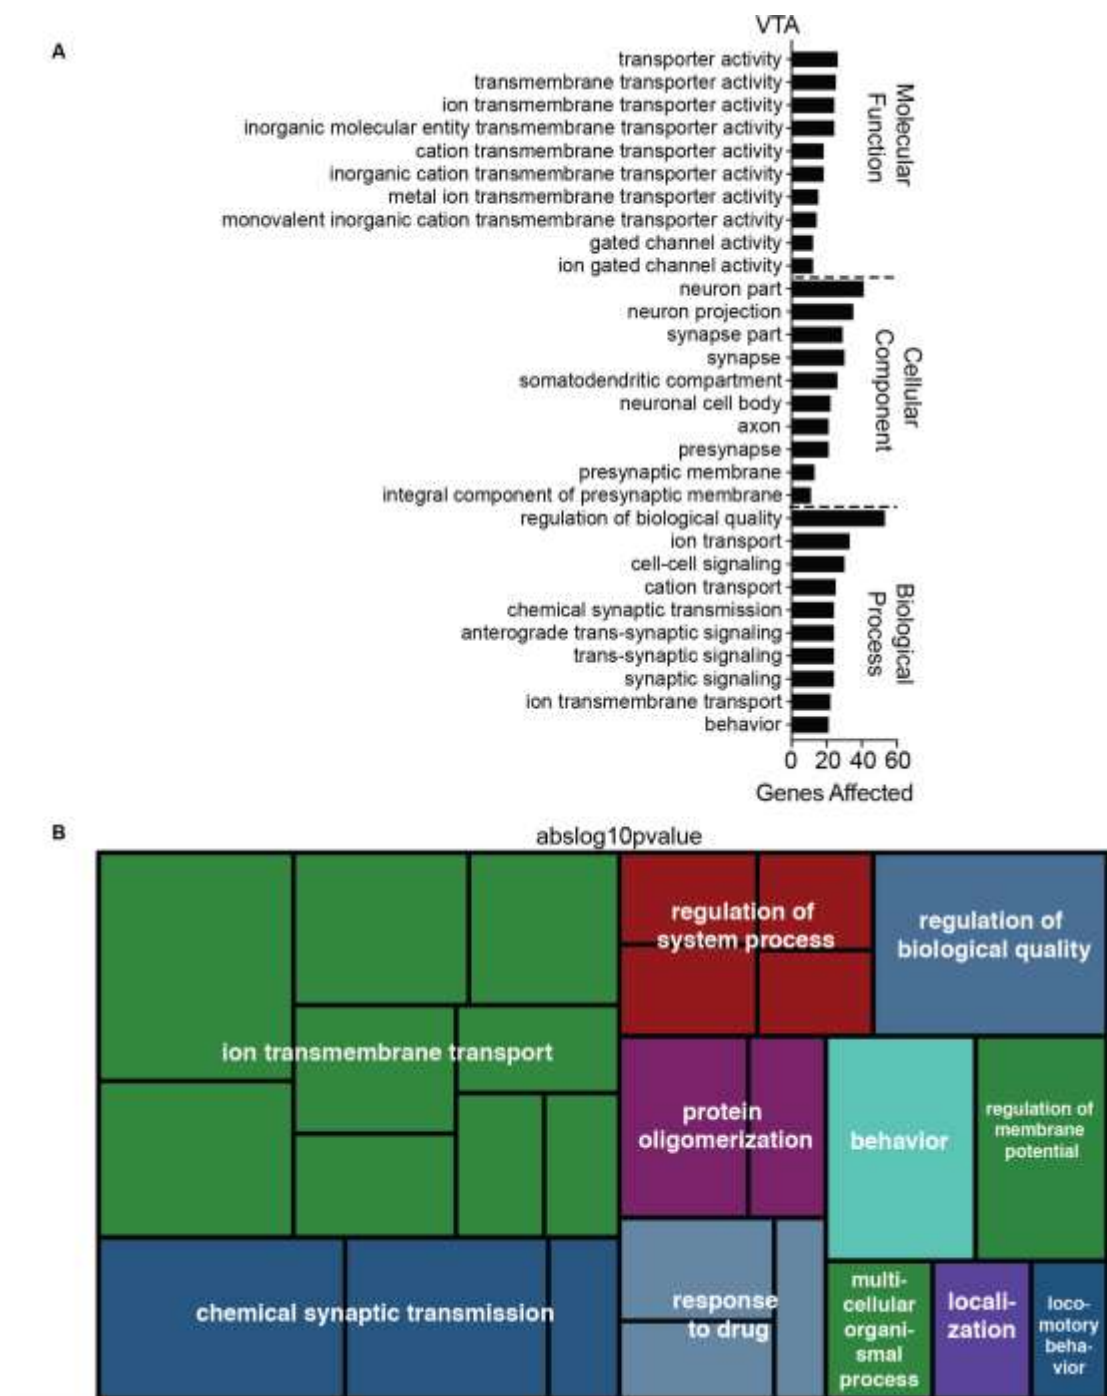 A
VTA
transporter activity
transmembrane transporter activity
ion transmembrane transporter activity
inorganic molecular entity transmembrane transporter activity
cation transmembrane transporter activity
inorganic cation transmembrane transporter activity
metal ion transmembrane transporter activity
monovalent inorganic cation transmembrane transporter activity
gated channel activity
ion gated channel activity
Molecular
Function
neuron part
neuron projection
synapse part
synapse
somatodendritic compartment
neuronal cell body
axon
presynapse
presynaptic membrane
integral component of presynaptic membrane
Cellular
Component
regulation of biological quality
ion transport
cell-cell signaling
cation transport
chemical synaptic transmission
anterograde trans-synaptic signaling
trans-synaptic signaling
synaptic signaling
ion transmembrane transport
behavior
Biological
Process
0 20 40 60
Genes Affected
B
abslog10pvalue
ion transmembrane transport
chemical synaptic transmission
regulation of
system process
regulation of
biological quality
protein
oligomerization
behavior
regulation of
membrane
potential
response
to drug
multi-
cellular
organi-
smal
process
locali-
zation
loco-
motory
beha-
vior